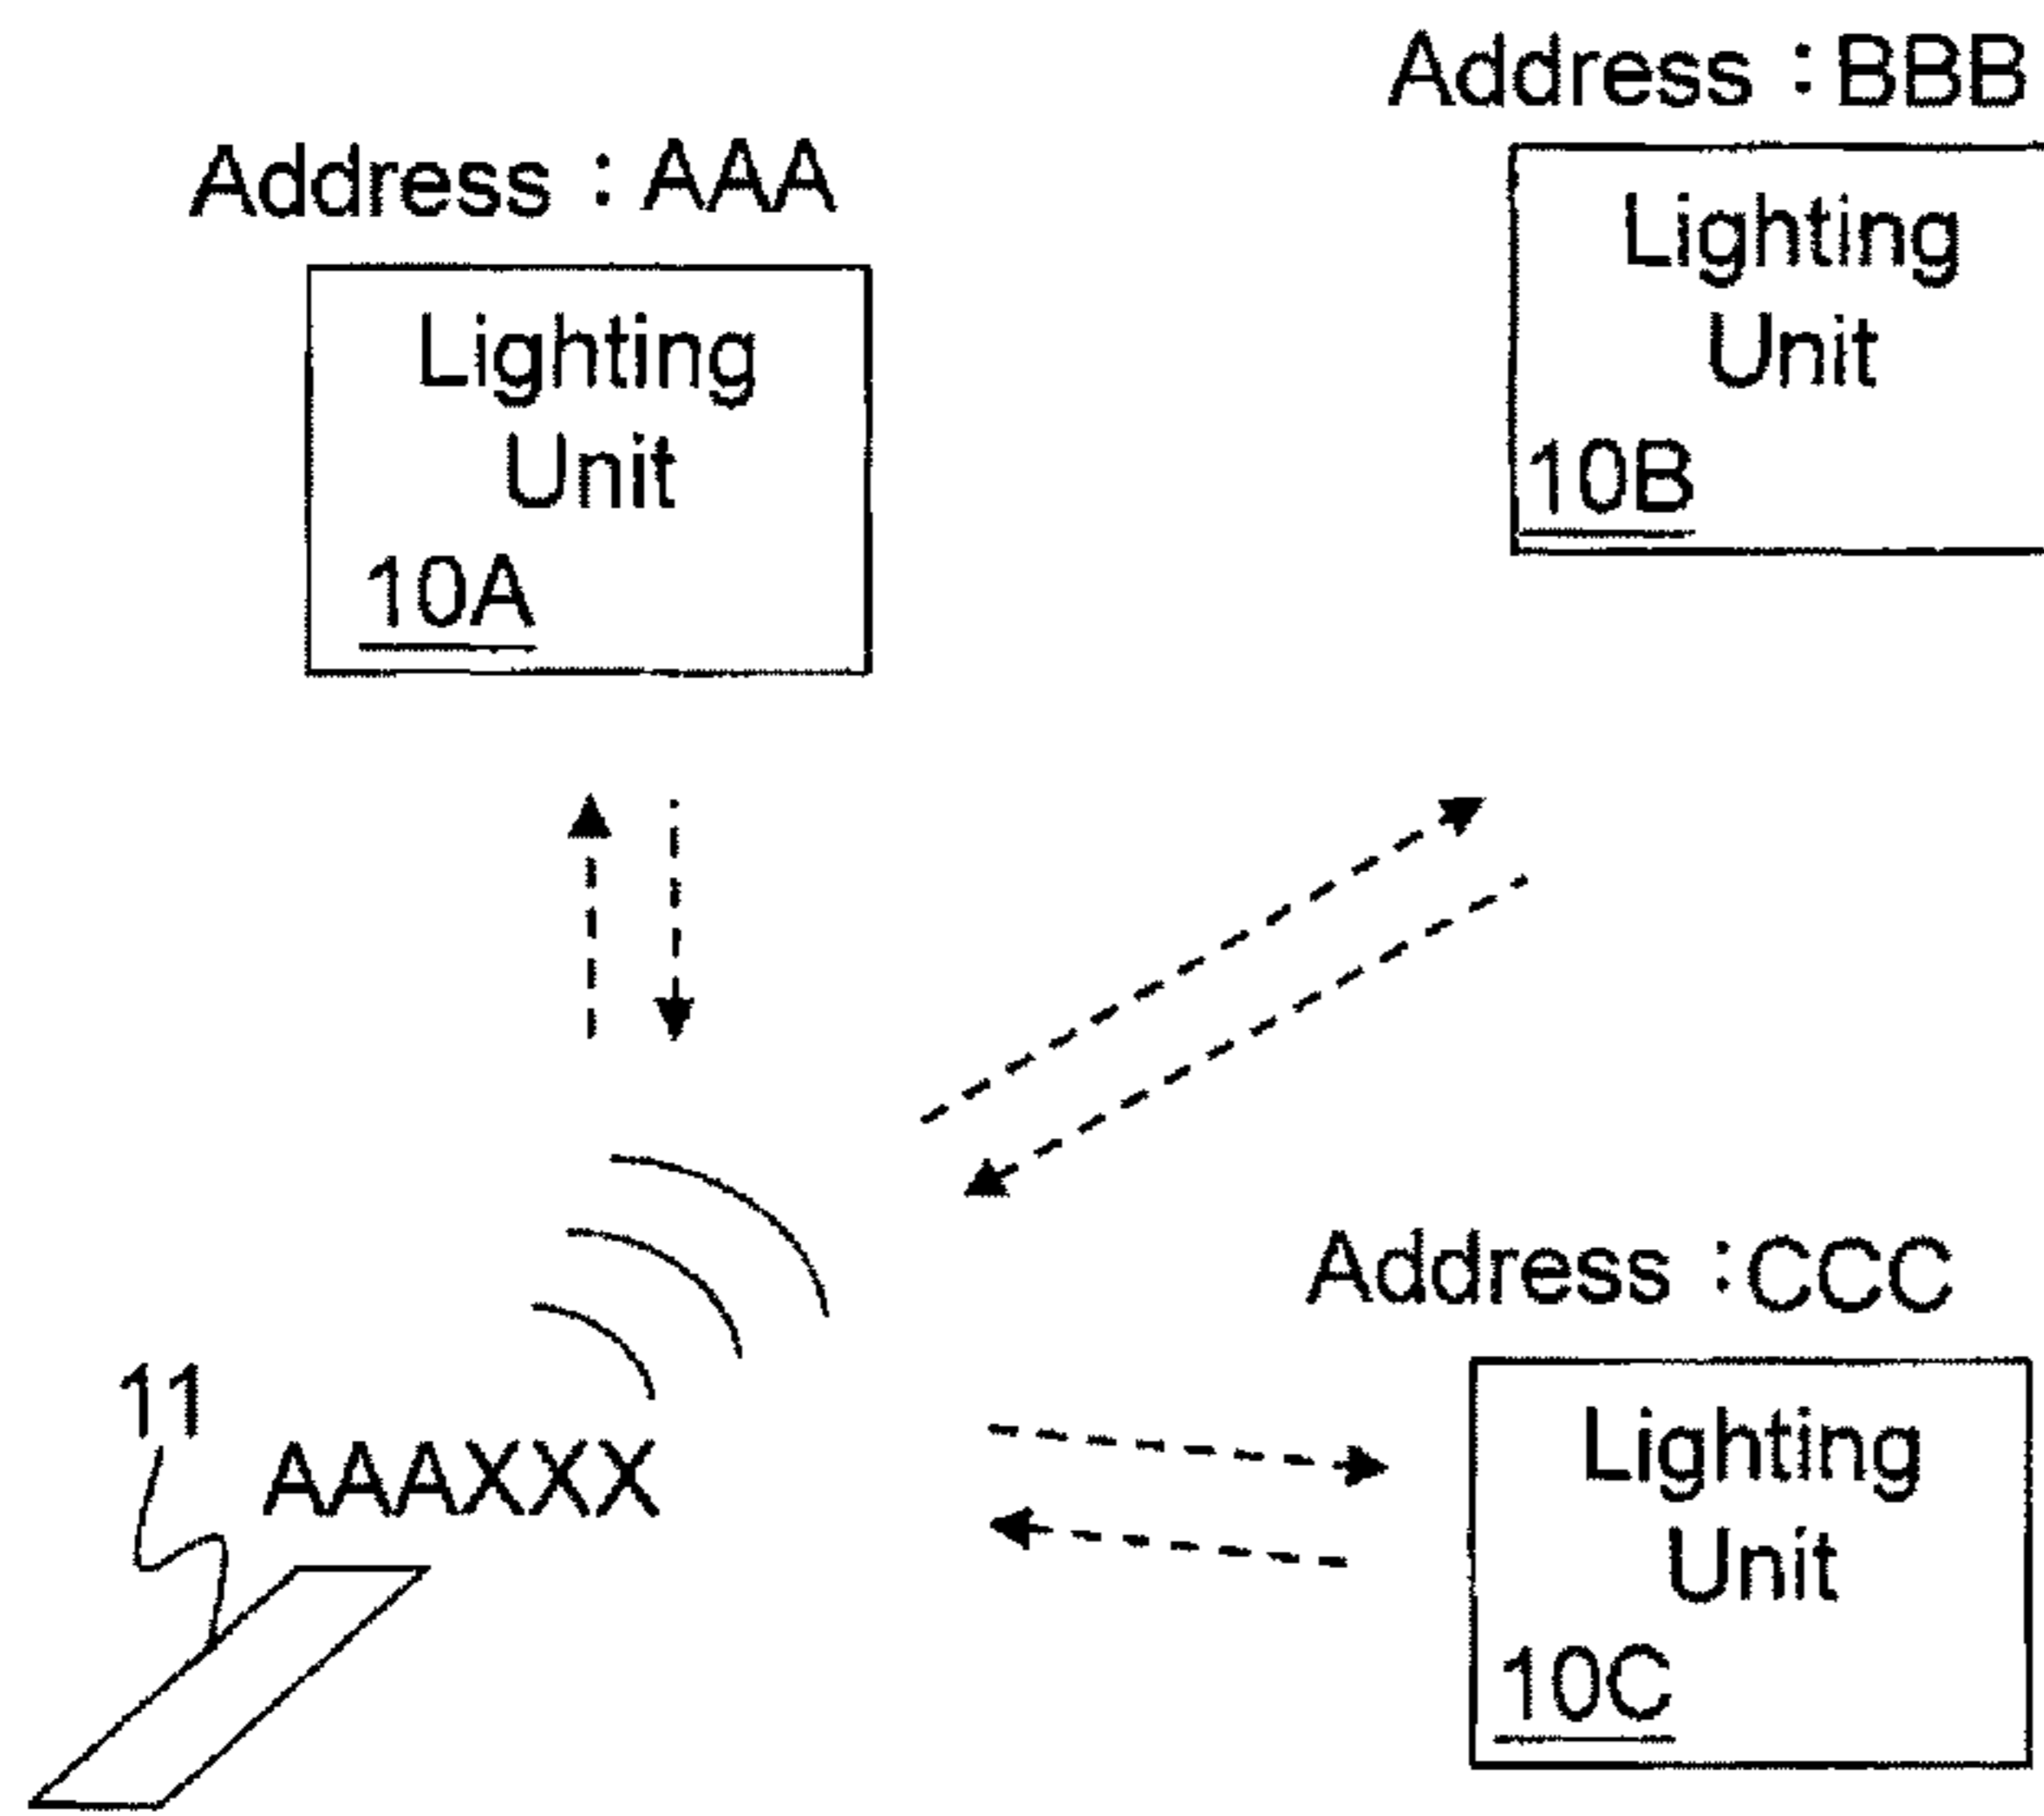 Address : AAA
Lighting
Unit
10A
Address : BBB
Lighting
Unit
10B
Address : CCC
Lighting
Unit
10C
11
AAAXXX